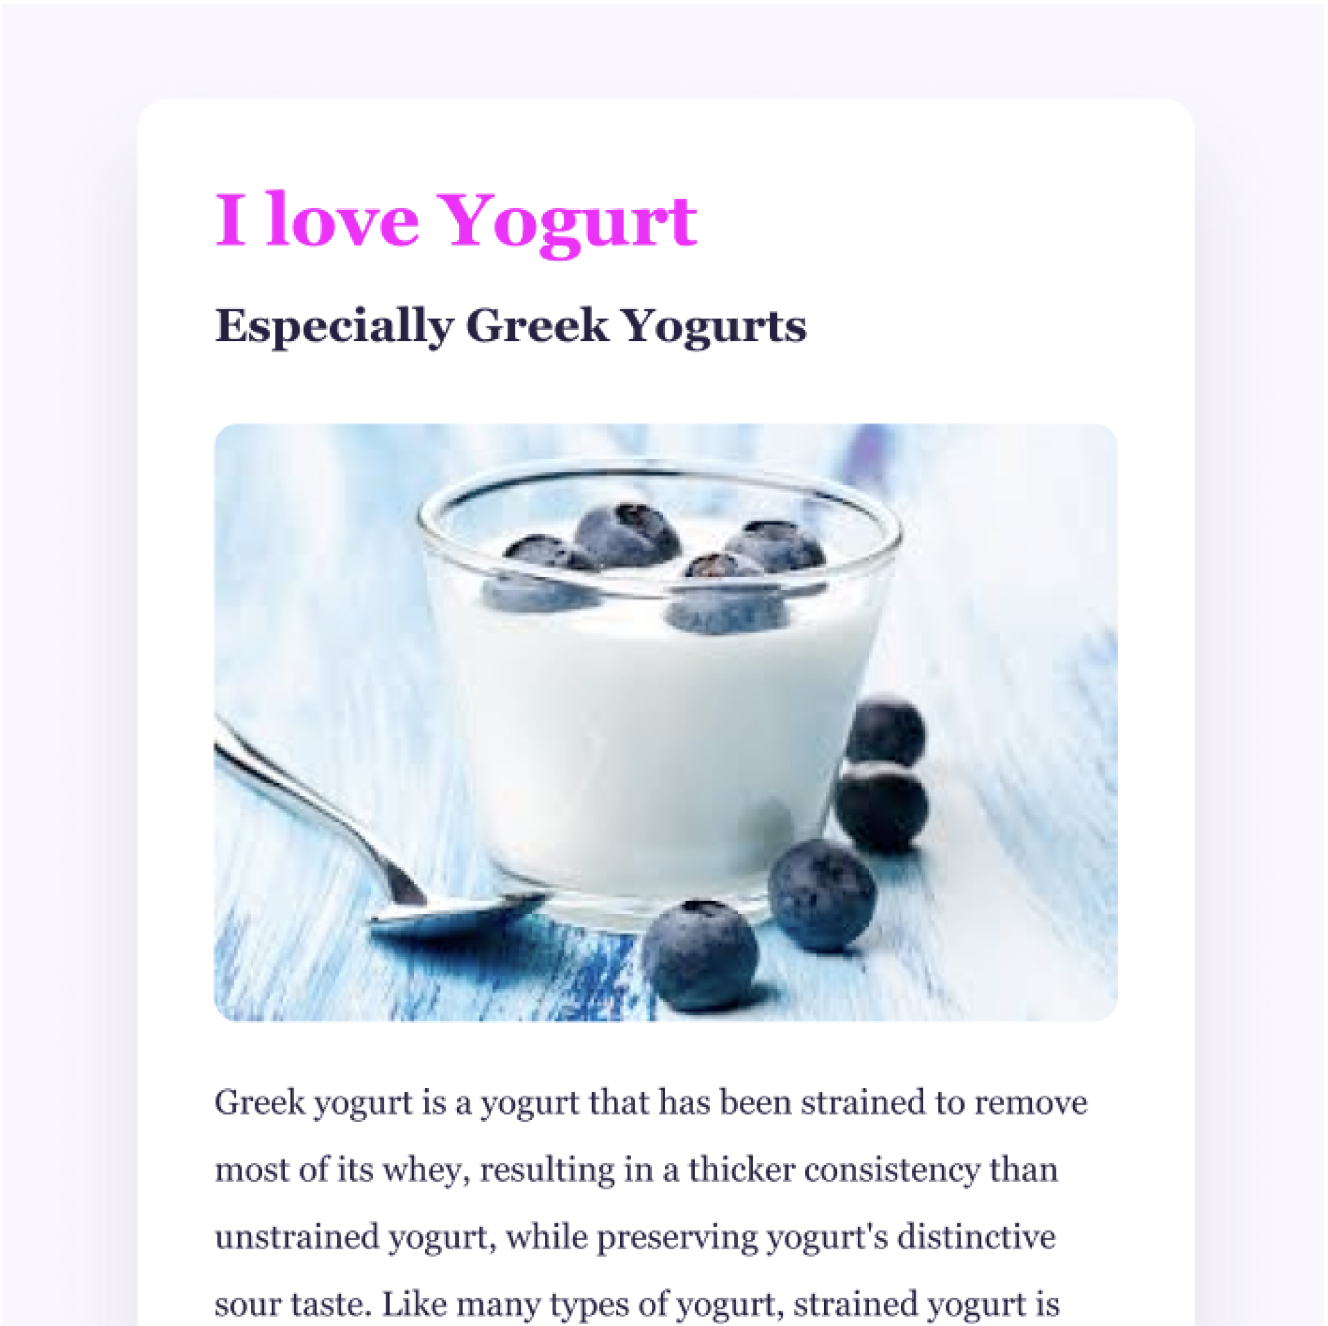 I love Yogurt
Especially Greek Yogurts
Greek yogurt is a yogurt that has been strained to remove
most of its whey, resulting in a thicker consistency than
unstrained yogurt, while preserving yogurt's distinctive
sour taste. Like many types of yogurt, strained yogurt is